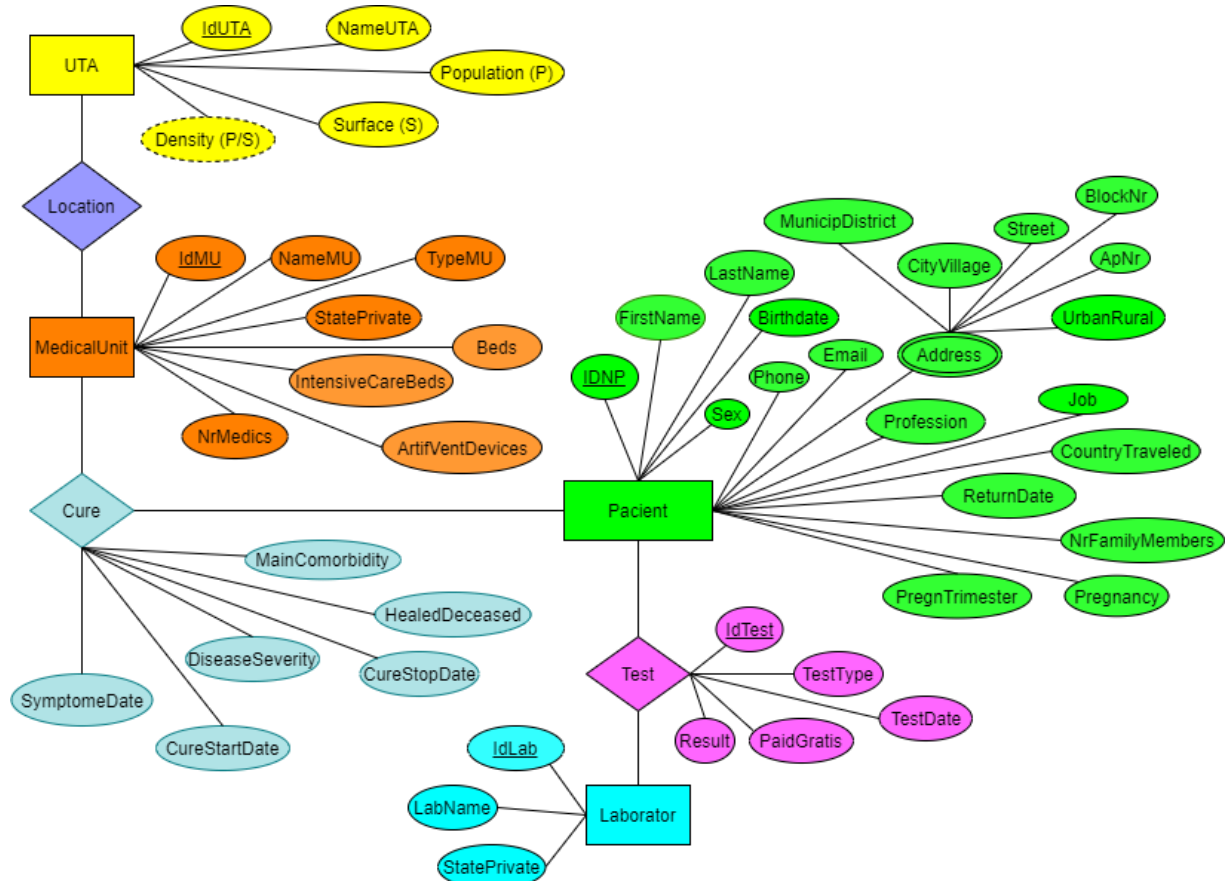 IdUTA
NameUTA
UTA
Population (P)
Surface (S)
Density (P/S)
Location
BlockNr
MunicipDistrict
Street
IdMU
NameMU
TypeMU
CityVillage
ApNr
LastName
StatePrivate
FirstName
Birthdate
UrbanRural
MedicalUnit
Beds
Email
Address
IntensiveCareBeds
IDNP
Phone
Job
Sex
Profession
NrMedics
ArtifVentDevices
CountryTraveled
ReturnDate
Cure
Pacient
NrFamilyMembers
MainComorbidity
PregnTrimester
Pregnancy
HealedDeceased
IdTest
DiseaseSeverity
CureStopDate
Test
TestType
SymptomeDate
TestDate
CureStartDate
Result
PaidGratis
IdLab
LabName
Laborator
StatePrivate